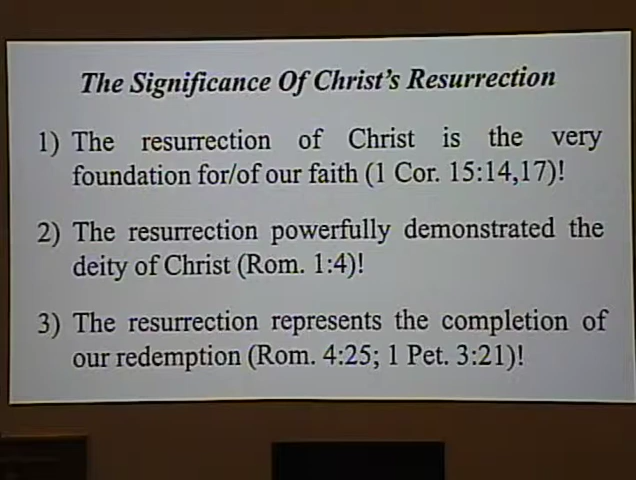 The Significance Of Christ's Resurrection
1) The resurrection of Christ is the very
foundation for/of our faith (1 Cor. 15:14,17)!
2) The resurrection powerfully demonstrated the
deity of Christ (Rom. 1:4)!
3) The resurrection represents the completion of
our redemption (Rom. 4:25; 1 Pet. 3:21)!